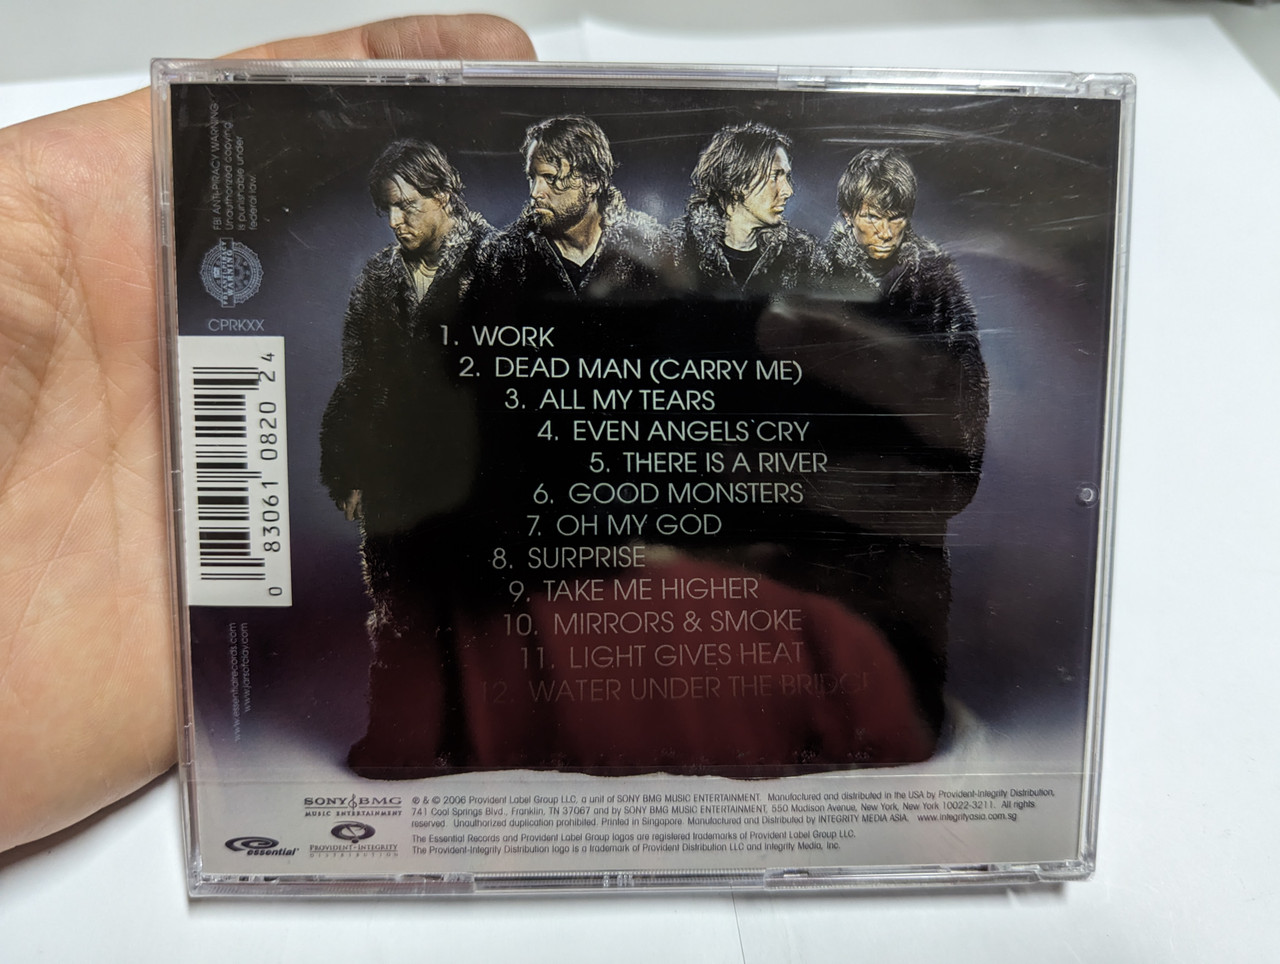 FBI ANTI-PIRACY WARNING
Unauthorized copying
is punishable under
federal law.
CPRKXX
0 83061 0820 24
www.essentialrecords.com
www.jarsofclay.com
1. WORK
2. DEAD MAN (CARRY ME)
3. ALL MY TEARS
4. EVEN ANGELS CRY
5. THERE IS A RIVER
6. GOOD MONSTERS
7. OH MY GOD
8. SURPRISE
9. TAKE ME HIGHER
10. MIRRORS & SMOKE
11. LIGHT GIVES HEAT
12. WATER UNDER THE BRIDGE
SONY BMG
MUSIC ENTERTAINMENT
essential
PROVIDENT-INTEGRITY
DISTRIBUTION
℗ & © 2006 Provident Label Group LLC, a unit of SONY BMG MUSIC ENTERTAINMENT. Manufactured and distributed in the USA by Provident-Integrity Distribution,
741 Cool Springs Blvd., Franklin, TN 37067 and by SONY BMG MUSIC ENTERTAINMENT, 550 Madison Avenue, New York, New York 10022-3211. All rights
reserved. Unauthorized duplication prohibited. Printed in Singapore. Manufactured and Distributed by INTEGRITY MEDIA ASIA. www.integrityasia.com.sg
The Essential Records and Provident Label Group logos are registered trademarks of Provident Label Group LLC.
The Provident-Integrity Distribution logo is a trademark of Provident Distribution LLC and Integrity Media, Inc.